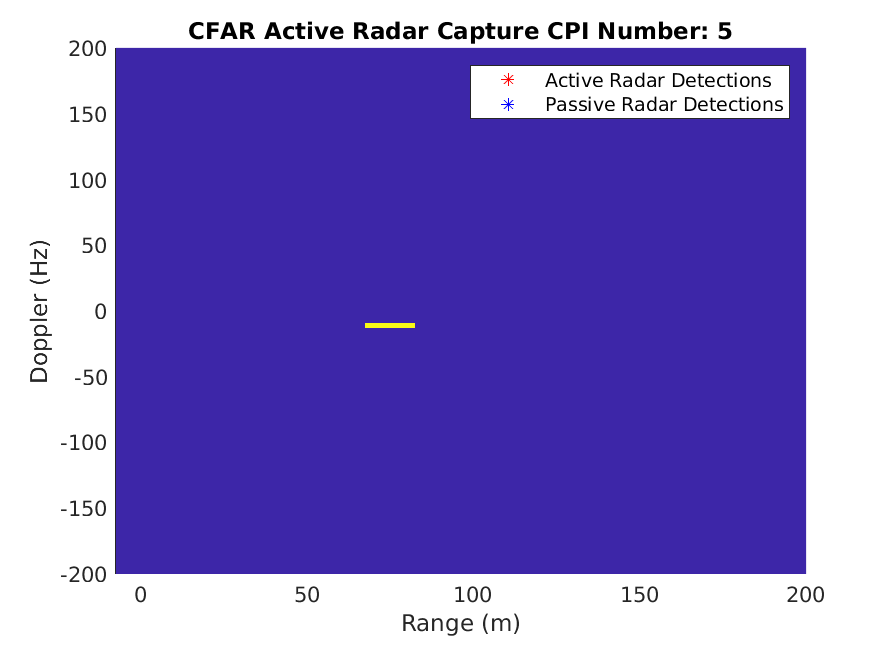 CFAR Active Radar Capture CPI Number: 5
200
150
100
50
0
-50
-100
-150
-200
Doppler (Hz)
Active Radar Detections
Passive Radar Detections
0 50 100 150 200
Range (m)